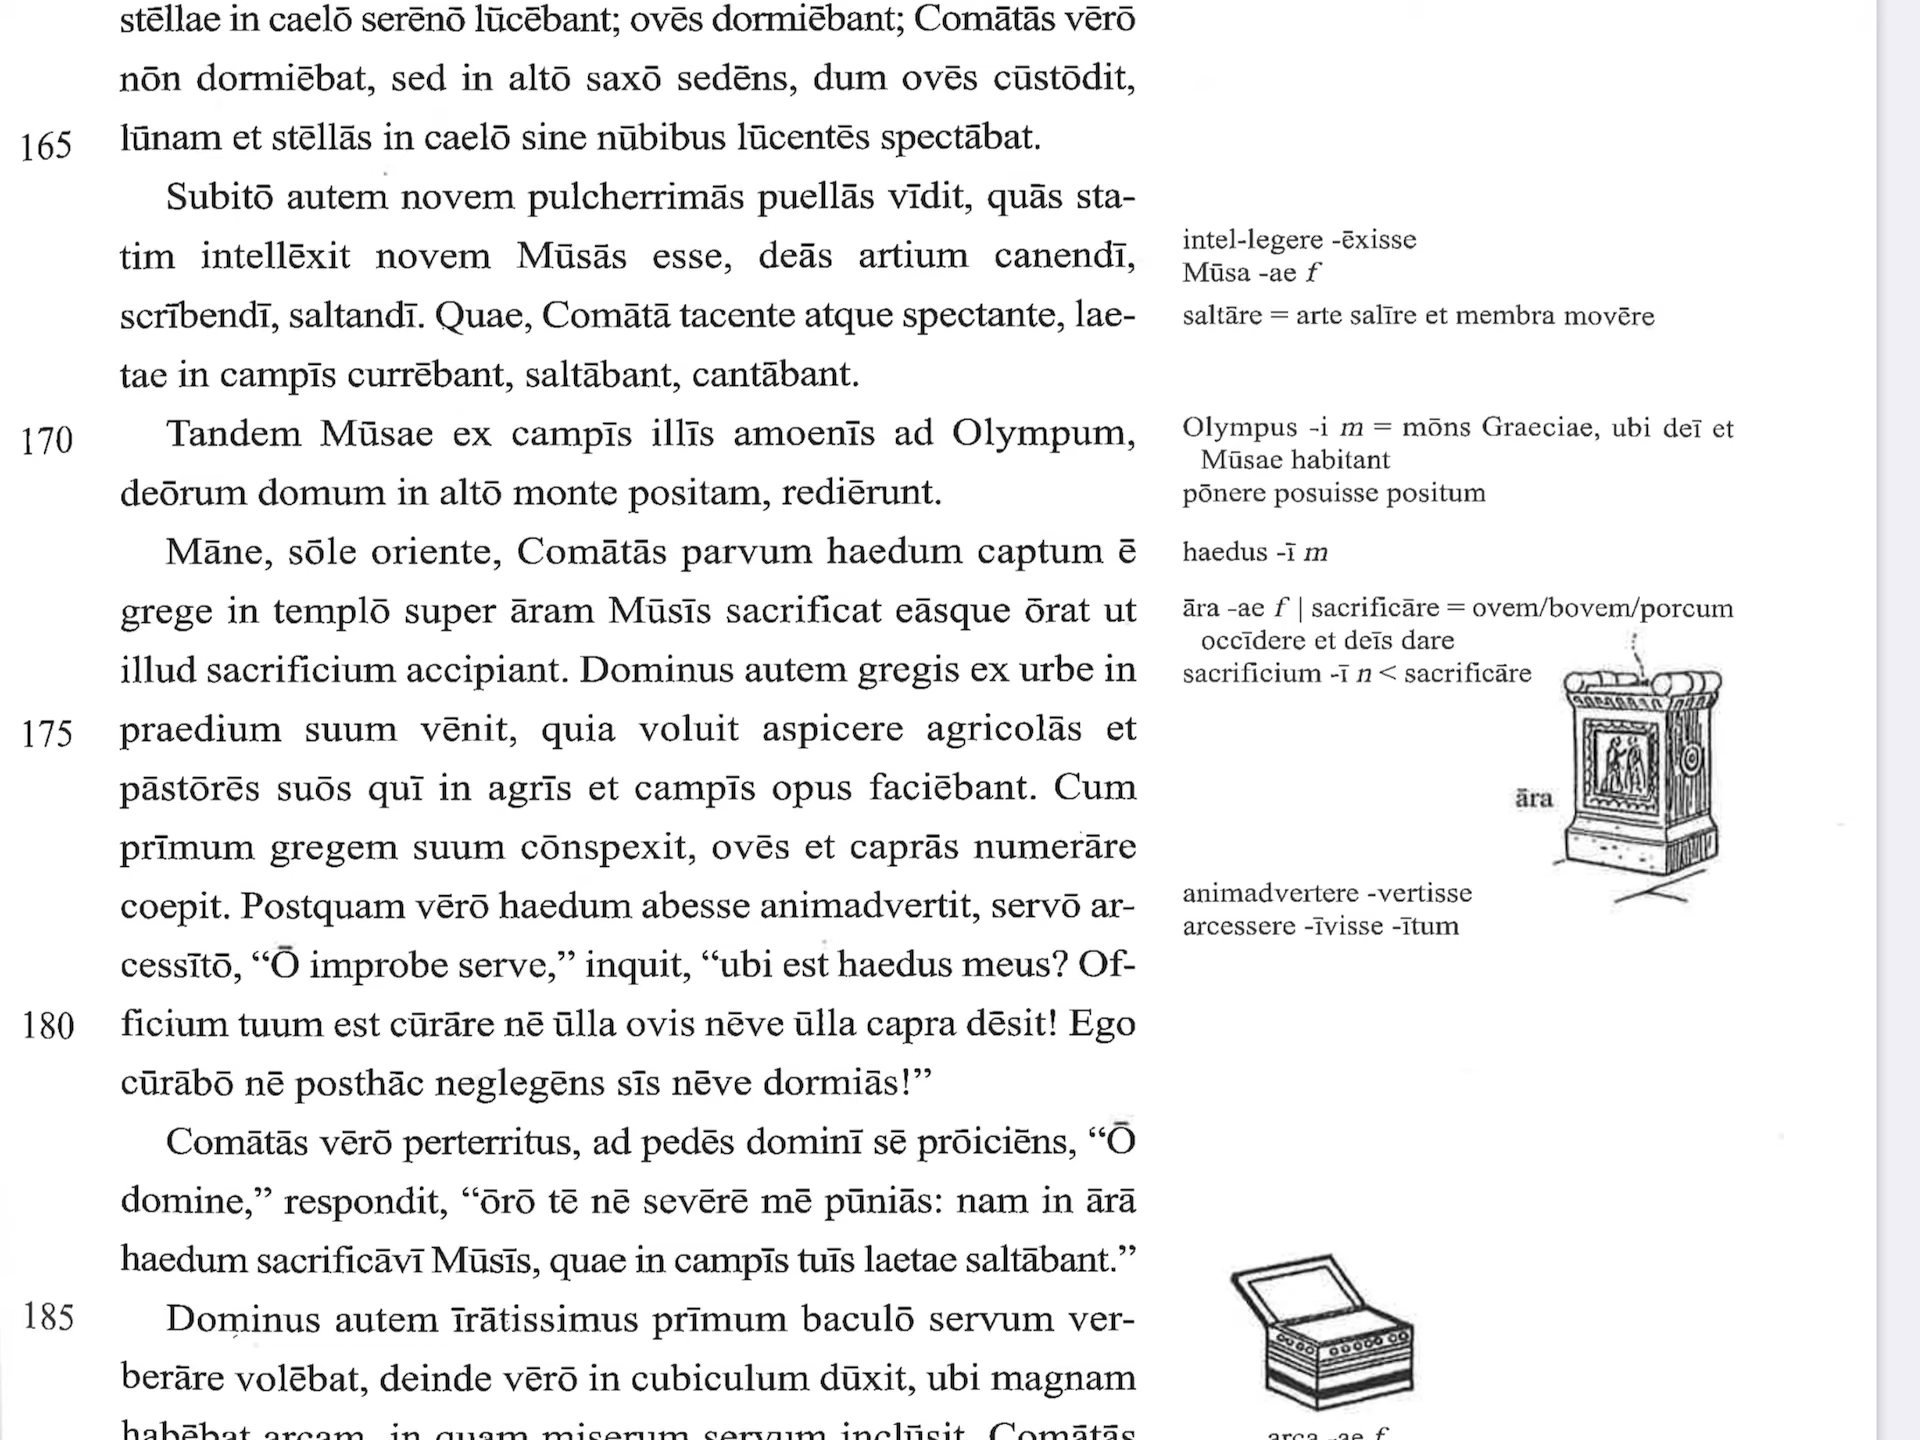 stēllae in caelō serēnō lūcēbant; ovēs dormiēbant; Comātās vērō
nōn dormiēbat, sed in altō saxō sedēns, dum ovēs cūstōdit,
165 lūnam et stēllās in caelō sine nūbibus lūcentēs spectābat.
Subitō autem novem pulcherrimās puellās vīdit, quās sta-
tim intellēxit novem Mūsās esse, deās artium canendī,
scrībendī, saltandī. Quae, Comātā tacente atque spectante, lae-
tae in campīs currēbant, saltābant, cantābant.
170 Tandem Mūsae ex campīs illīs amoenīs ad Olympum,
deōrum domum in altō monte positam, rediērunt.
Māne, sōle oriente, Comātās parvum haedum captum ē
grege in templō super āram Mūsīs sacrificat eāsque ōrat ut
illud sacrificium accipiant. Dominus autem gregis ex urbe in
175 praedium suum vēnit, quia voluit aspicere agricolās et
pāstōrēs suōs quī in agrīs et campīs opus faciēbant. Cum
prīmum gregem suum cōnspexit, ovēs et caprās numerāre
coepit. Postquam vērō haedum abesse animadvertit, servō ar-
cessītō, “Ō improbe serve,” inquit, “ubi est haedus meus? Of-
180 ficium tuum est cūrāre nē ūlla ovis nēve ūlla capra dēsit! Ego
cūrābō nē posthāc neglegēns sīs nēve dormiās!”
Comātās vērō perterritus, ad pedēs dominī sē prōiciēns, “Ō
domine,” respondit, “ōrō tē nē sevērē mē pūniās: nam in ārā
haedum sacrificāvī Mūsīs, quae in campīs tuīs laetae saltābant.”
185 Dominus autem īrātissimus prīmum baculō servum ver-
berāre volēbat, deinde vērō in cubiculum dūxit, ubi magnam
habēbat arcam, in quam miserum servum inclūsit. Comātās
intel-legere -ēxisse
Mūsa -ae f
saltāre = arte salīre et membra movēre
Olympus -i m = mōns Graeciae, ubi deī et
Mūsae habitant
pōnere posuisse positum
haedus -ī m
āra -ae f | sacrificāre = ovem/bovem/porcum
occīdere et deīs dare
sacrificium -ī n < sacrificāre
āra
animadvertere -vertisse
arcessere -īvisse -ītum
arca -ae f